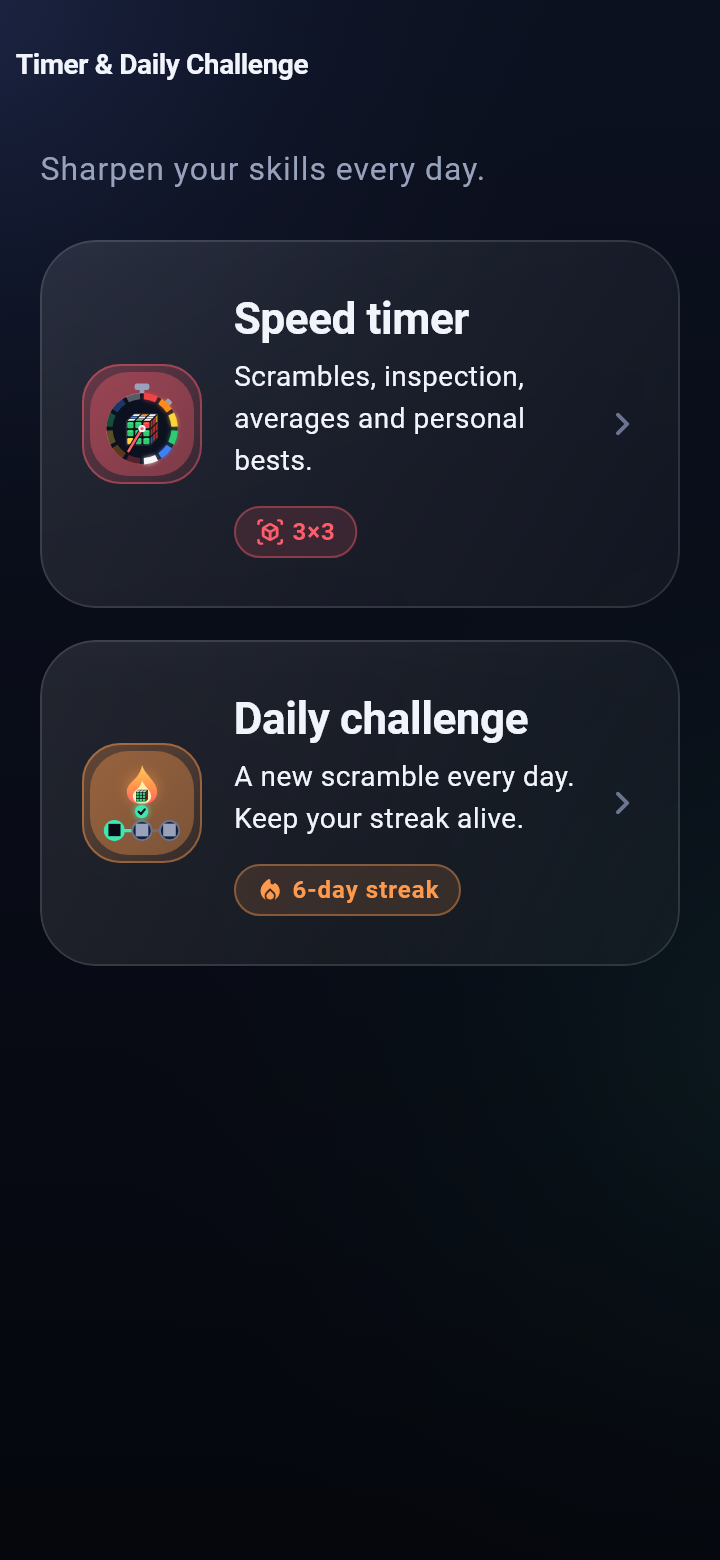 Timer & Daily Challenge
Sharpen your skills every day.
Speed timer
Scrambles, inspection,
averages and personal
bests.
3×3
Daily challenge
A new scramble every day.
Keep your streak alive.
6-day streak